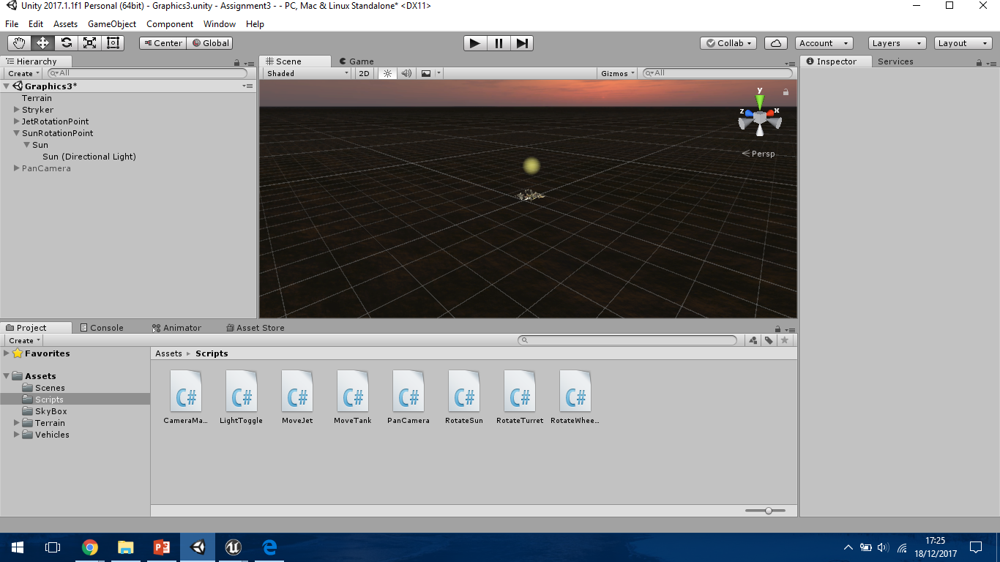 Unity 2017.1.1f1 Personal (64bit) - Graphics3.unity - Assignment3 - - PC, Mac & Linux Standalone* <DX11>
File Edit Assets GameObject Component Window Help
Center Global Collab Account Layers Layout
Hierarchy
Create All
Graphics3*
Terrain
Stryker
JetRotationPoint
SunRotationPoint
Sun
Sun (Directional Light)
PanCamera
Scene Game
Shaded 2D Gizmos All
y
z x
Persp
Inspector Services
Project Console Animator Asset Store
Create
Favorites
Assets
Scenes
Scripts
SkyBox
Terrain
Vehicles
Assets Scripts
C# C# C# C# C# C# C# C#
CameraMa... LightToggle MoveJet MoveTank PanCamera RotateSun RotateTurret RotateWhee...
17:25
18/12/2017